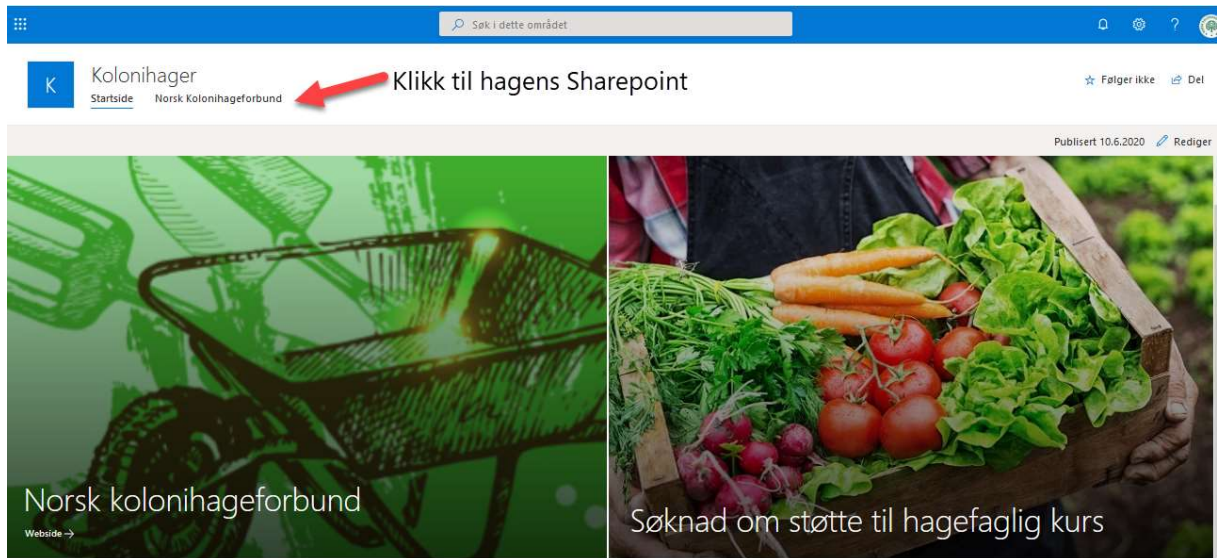 Søk i dette området
?
K
Kolonihager
Startside Norsk Kolonihageforbund
Klikk til hagens Sharepoint
Følger ikke Del
Publisert 10.6.2020 Rediger
Norsk kolonihageforbund
Webside →
Søknad om støtte til hagefaglig kurs